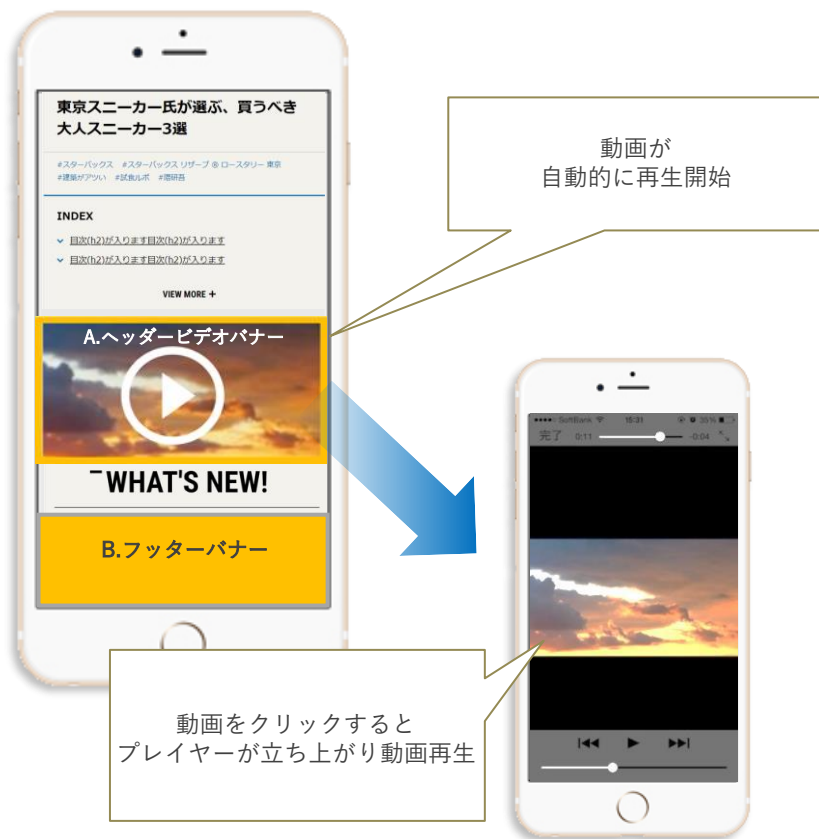 東京スニーカー氏が選ぶ、買うべき
大人スニーカー3選
#スターバックス #スターバックス リザーブ ® ロースタリー 東京
#建築がアツい #試食ルポ #隈研吾
INDEX
目次(h2)が入ります目次(h2)が入ります
目次(h2)が入ります目次(h2)が入ります
VIEW MORE +
A.ヘッダービデオバナー
WHAT'S NEW!
B.フッターバナー
動画が
自動的に再生開始
SoftBank 15:31 35%
完了 0:11 -0:04
動画をクリックすると
プレイヤーが立ち上がり動画再生